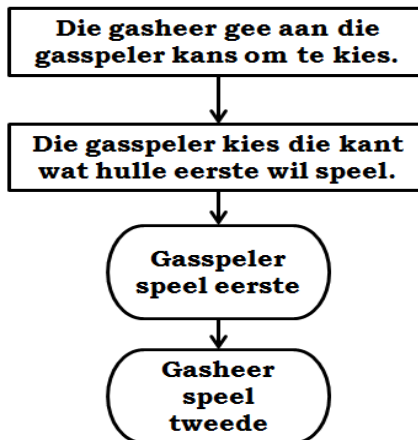 Die gasheer gee aan die
gasspeler kans om te kies.
Die gasspeler kies die kant
wat hulle eerste wil speel.
Gasspeler
speel eerste
Gasheer
speel
tweede